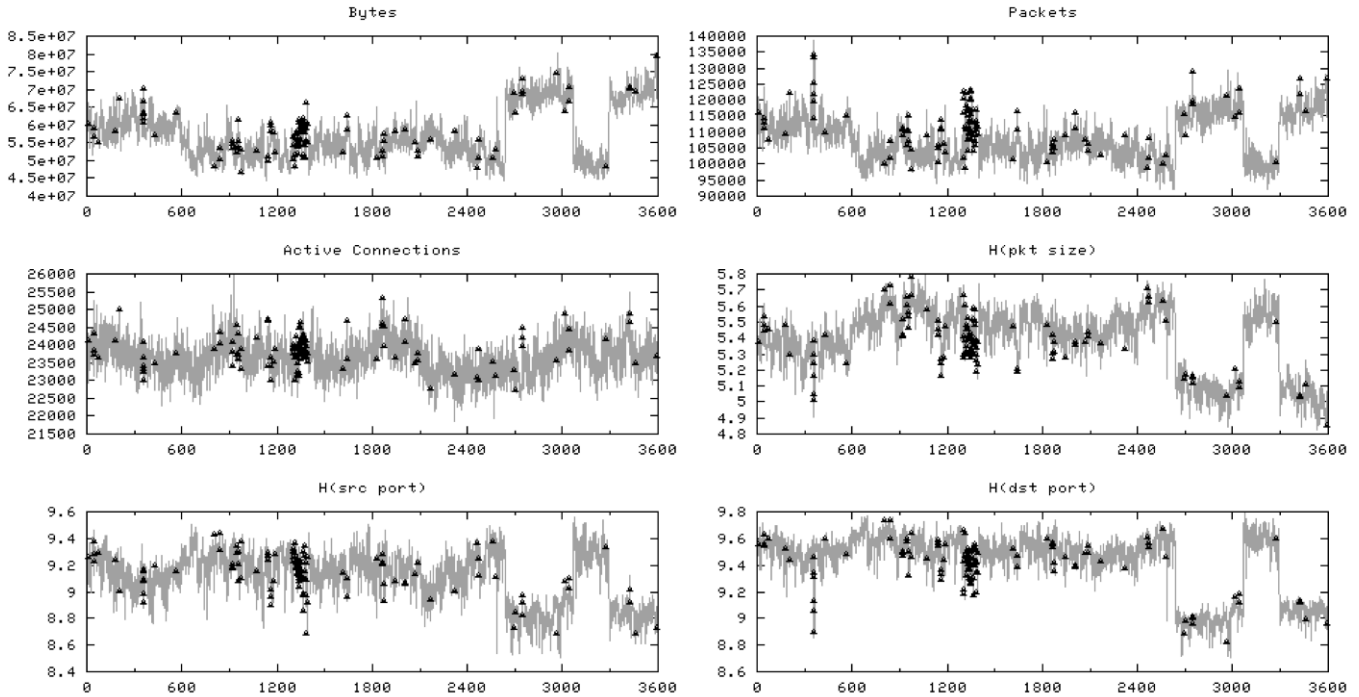 Bytes
8.5e+07
8e+07
7.5e+07
7e+07
6.5e+07
6e+07
5.5e+07
5e+07
4.5e+07
4e+07
0 600 1200 1800 2400 3000 3600
Packets
140000
135000
130000
125000
120000
115000
110000
105000
100000
95000
90000
0 600 1200 1800 2400 3000 3600
Active Connections
26000
25500
25000
24500
24000
23500
23000
22500
22000
21500
0 600 1200 1800 2400 3000 3600
H(pkt size)
5.8
5.7
5.6
5.5
5.4
5.3
5.2
5.1
5
4.9
4.8
0 600 1200 1800 2400 3000 3600
H(src port)
9.6
9.4
9.2
9
8.8
8.6
8.4
0 600 1200 1800 2400 3000 3600
H(dst port)
9.8
9.6
9.4
9.2
9
8.8
8.6
0 600 1200 1800 2400 3000 3600